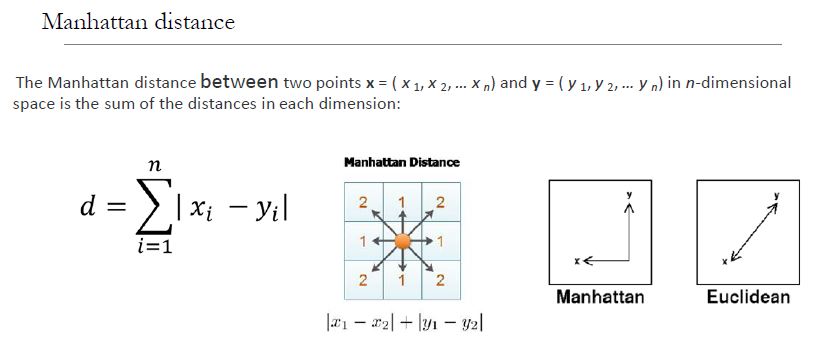 Manhattan distance
The Manhattan distance between two points x = ( x 1, x 2, ... x n) and y = ( y 1, y 2, ... y n) in n-dimensional
space is the sum of the distances in each dimension:
n
d = ∑ | xi − yi|
i=1
Manhattan Distance
2 1 2
1 1
2 1 2
|x1 − x2| + |y1 − y2|
y
x
Manhattan
y
x
Euclidean